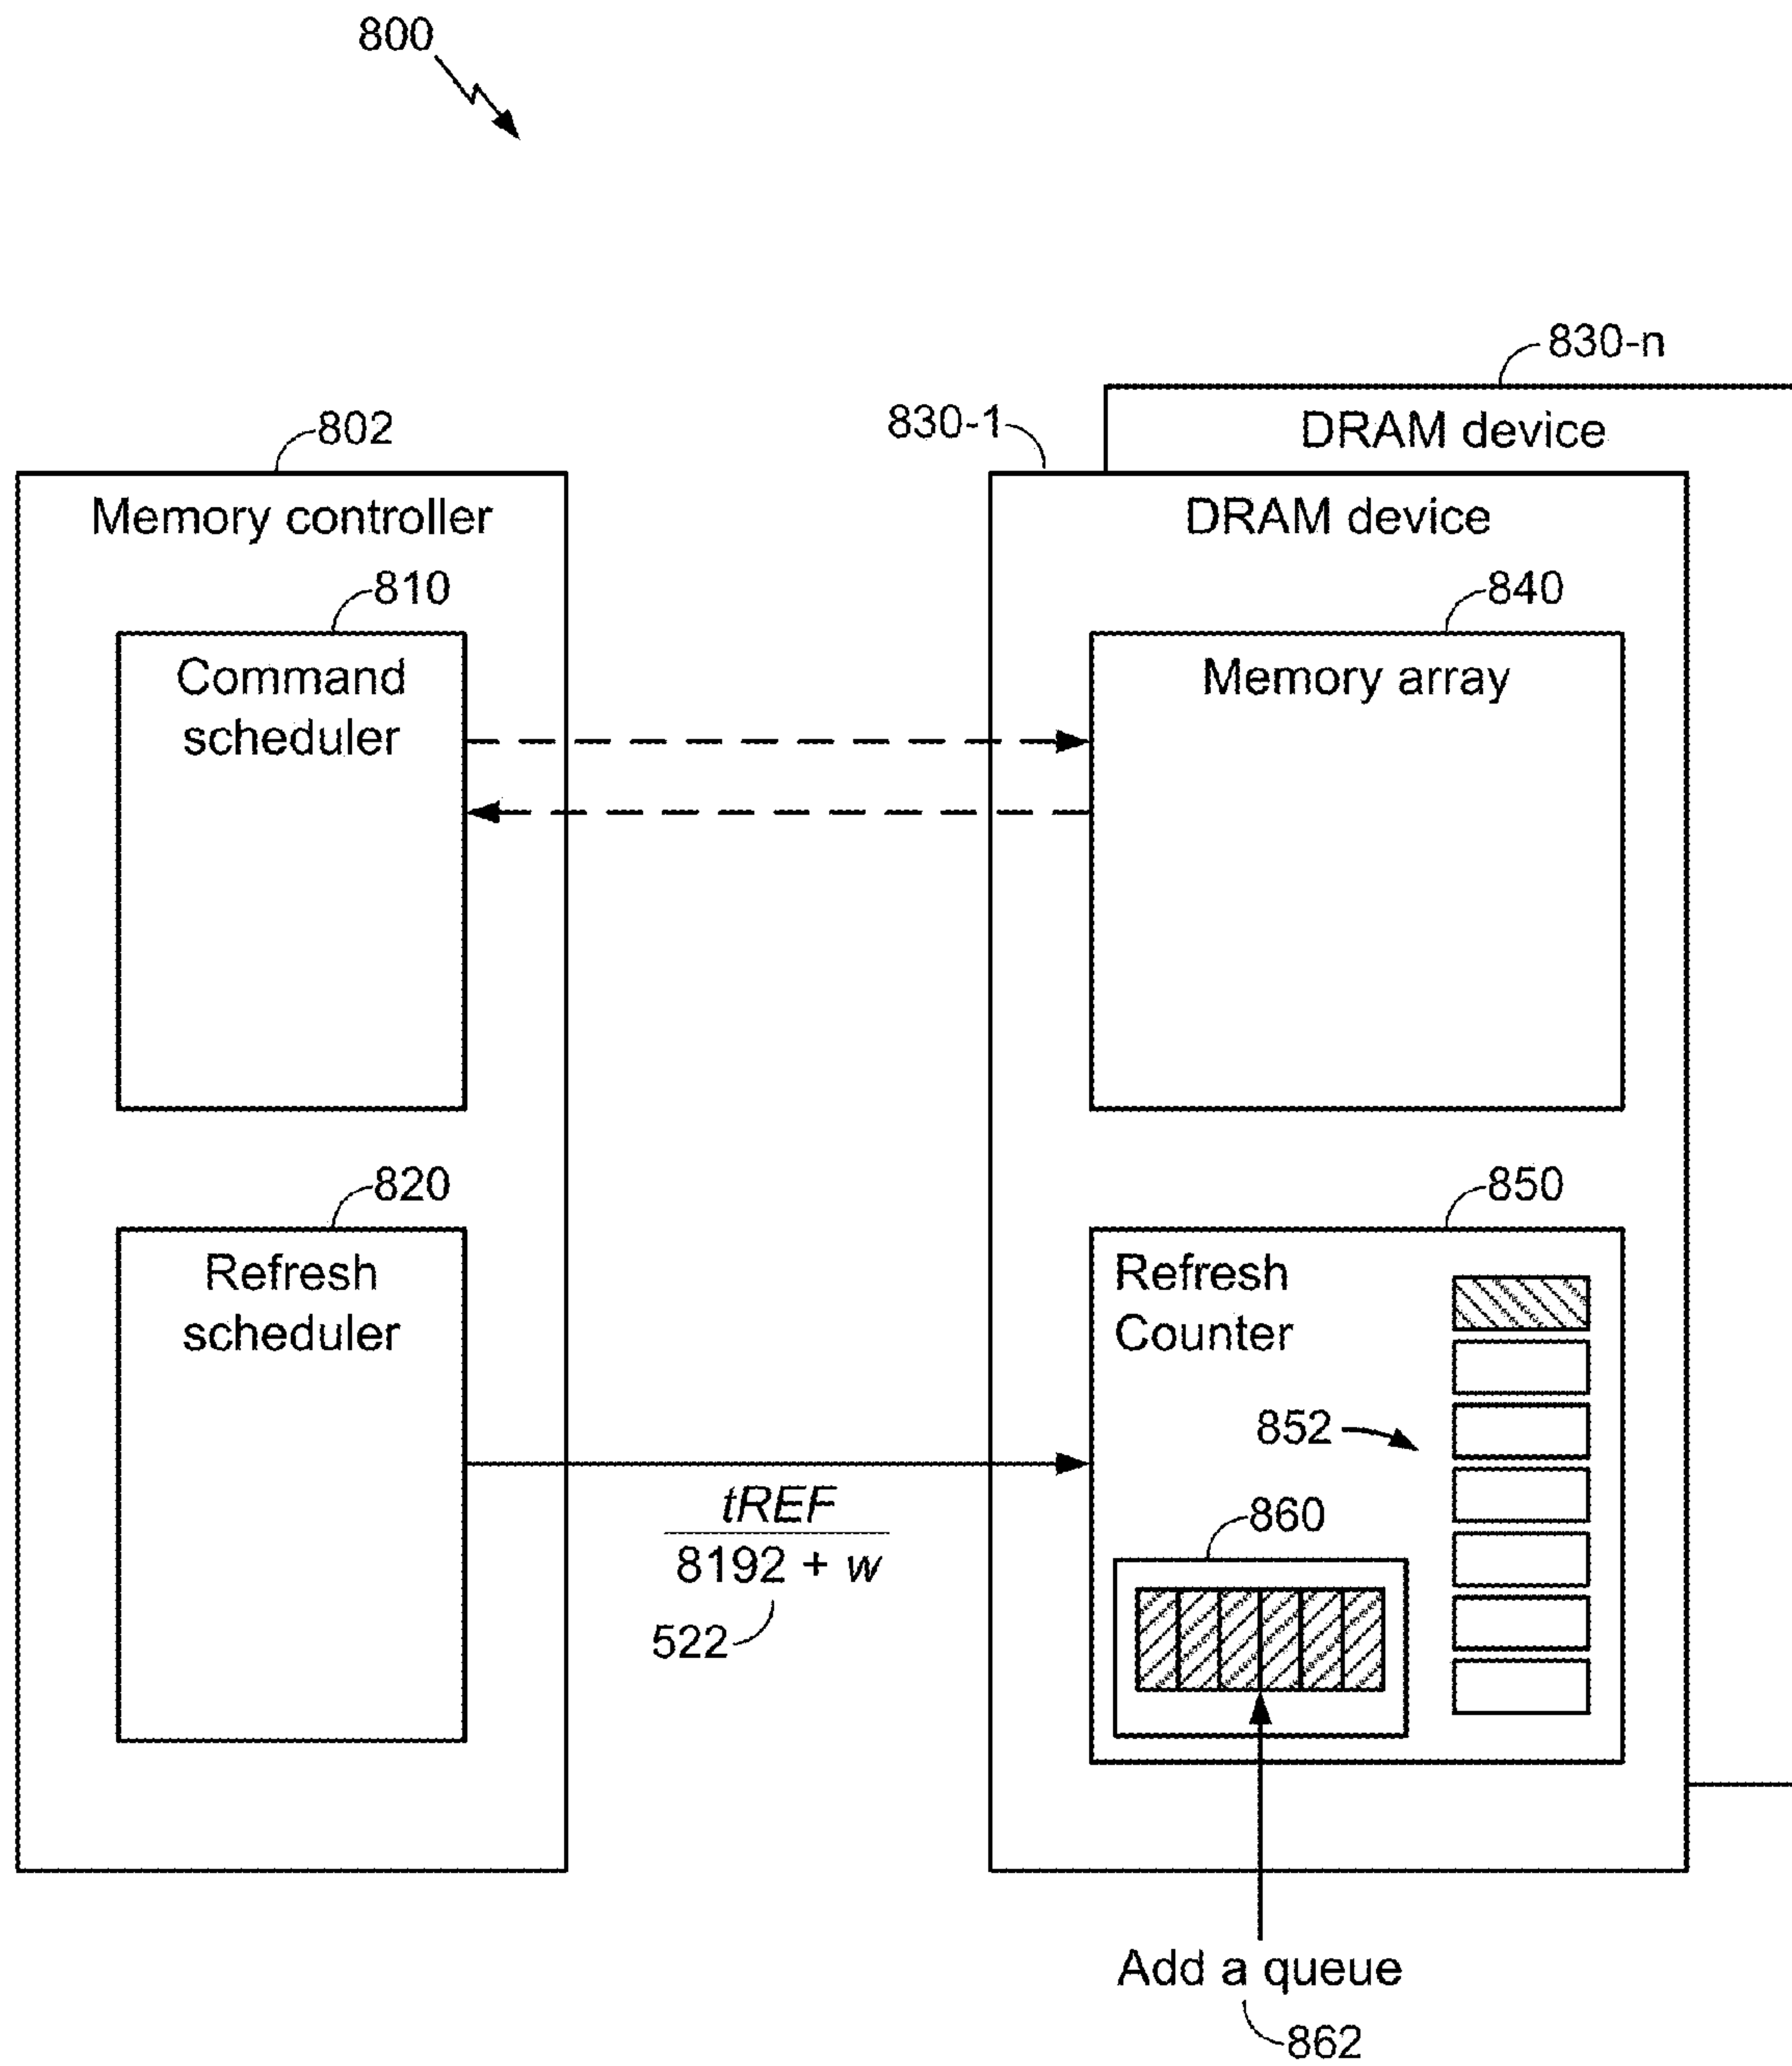 800
830-n
802
830-1
DRAM device
Memory controller
DRAM device
810
840
Command
scheduler
Memory array
820
850
Refresh
scheduler
Refresh
Counter
852
tREF
8192 + w
522
860
Add a queue
862